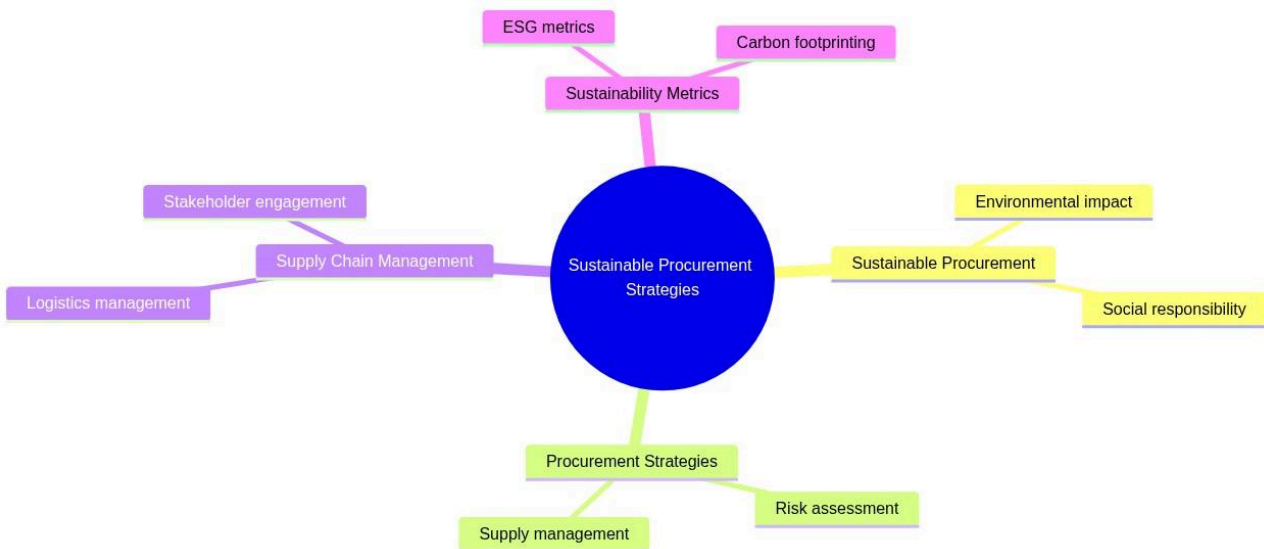 ESG metrics
Carbon footprinting
Sustainability Metrics
Stakeholder engagement
Environmental impact
Supply Chain Management
Sustainable Procurement
Strategies
Sustainable Procurement
Logistics management
Social responsibility
Procurement Strategies
Risk assessment
Supply management